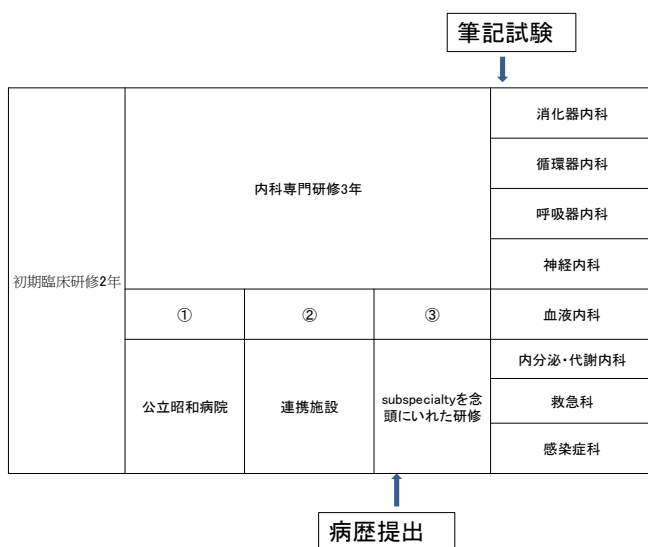 筆記試験
初期臨床研修2年
内科専門研修3年
①
②
③
公立昭和病院
連携施設
subspecialtyを念
頭にいれた研修
消化器内科
循環器内科
呼吸器内科
神経内科
血液内科
内分泌・代謝内科
救急科
感染症科
病歴提出